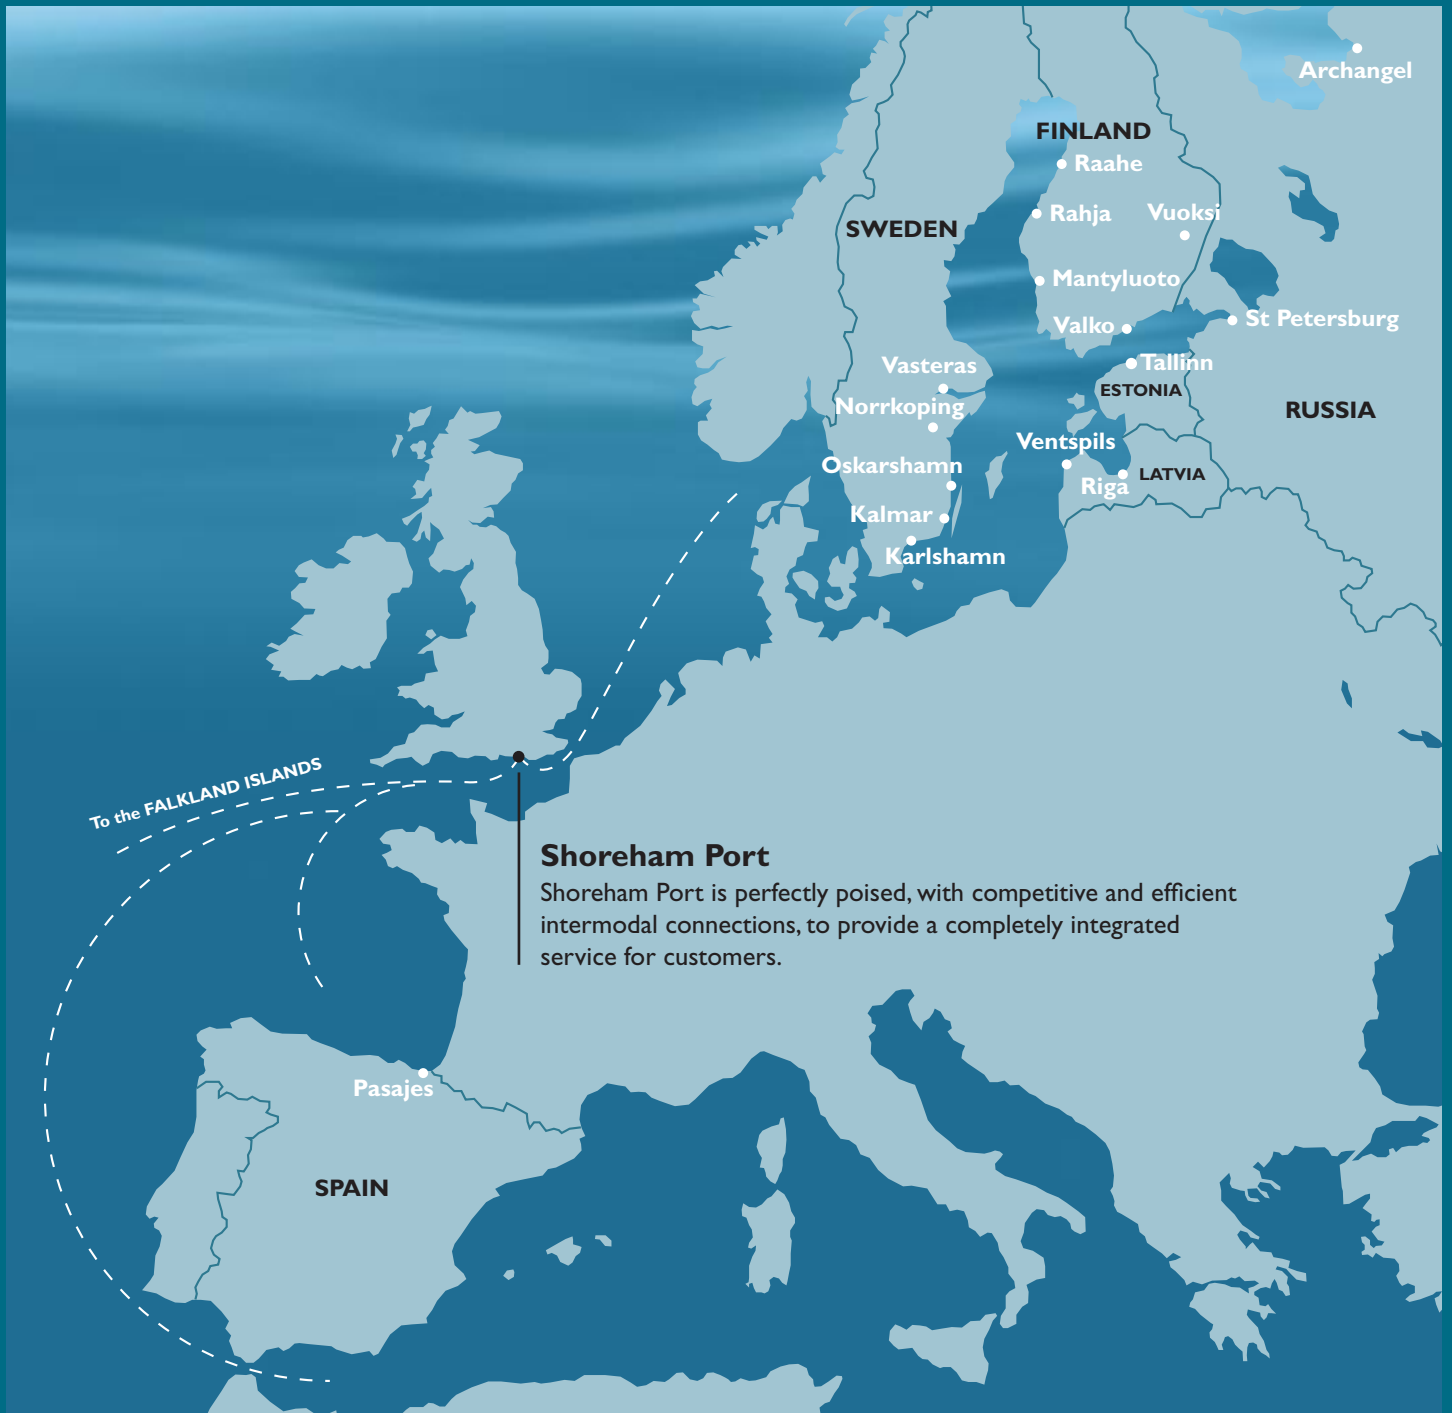 Archangel
FINLAND
Raahe
Rahja
Vuoksi
SWEDEN
Mantyluoto
Valko
St Petersburg
Tallinn
Vasteras
ESTONIA
Norrkoping
RUSSIA
Ventspils
Oskarshamn
LATVIA
Riga
Kalmar
Karlshamn
To the FALKLAND ISLANDS
Shoreham Port
Shoreham Port is perfectly poised, with competitive and efficient
intermodal connections, to provide a completely integrated
service for customers.
Pasajes
SPAIN